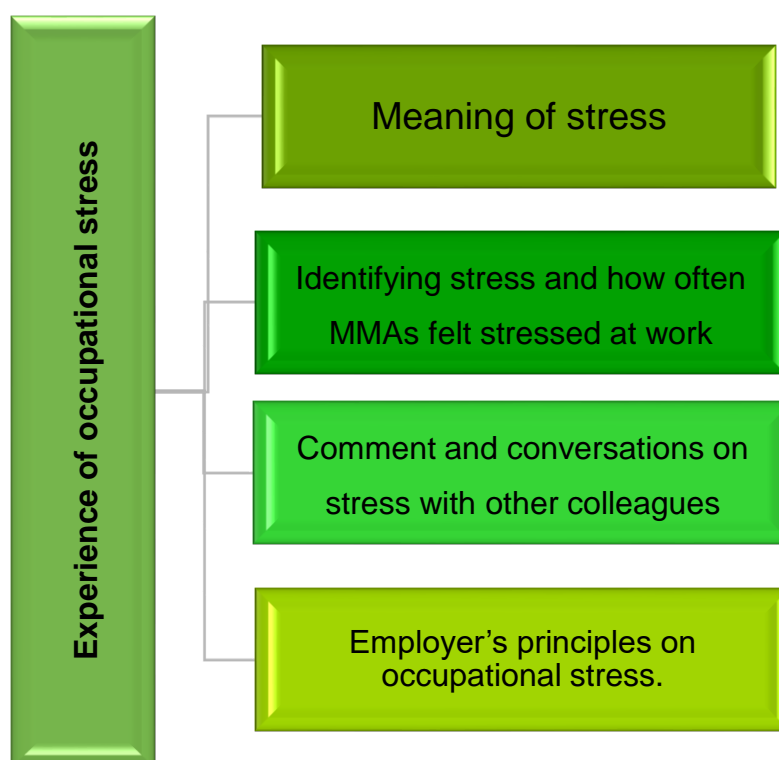 Experience of occupational stress
Meaning of stress
Identifying stress and how often
MMAs felt stressed at work
Comment and conversations on
stress with other colleagues
Employer’s principles on
occupational stress.